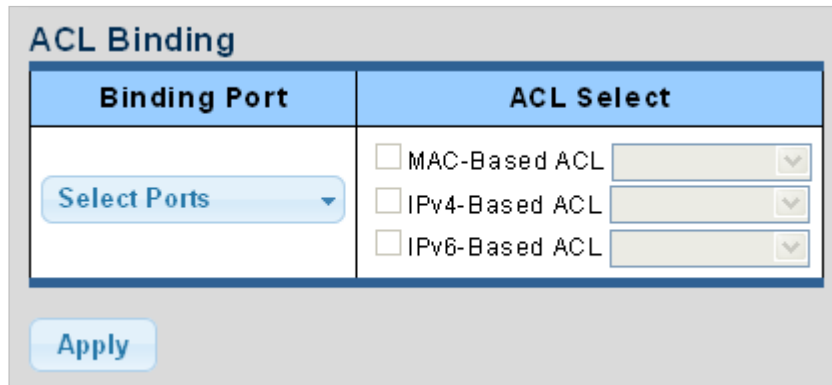 ACL Binding
Binding Port
ACL Select
Select Ports
MAC-Based ACL
IPv4-Based ACL
IPv6-Based ACL
Apply